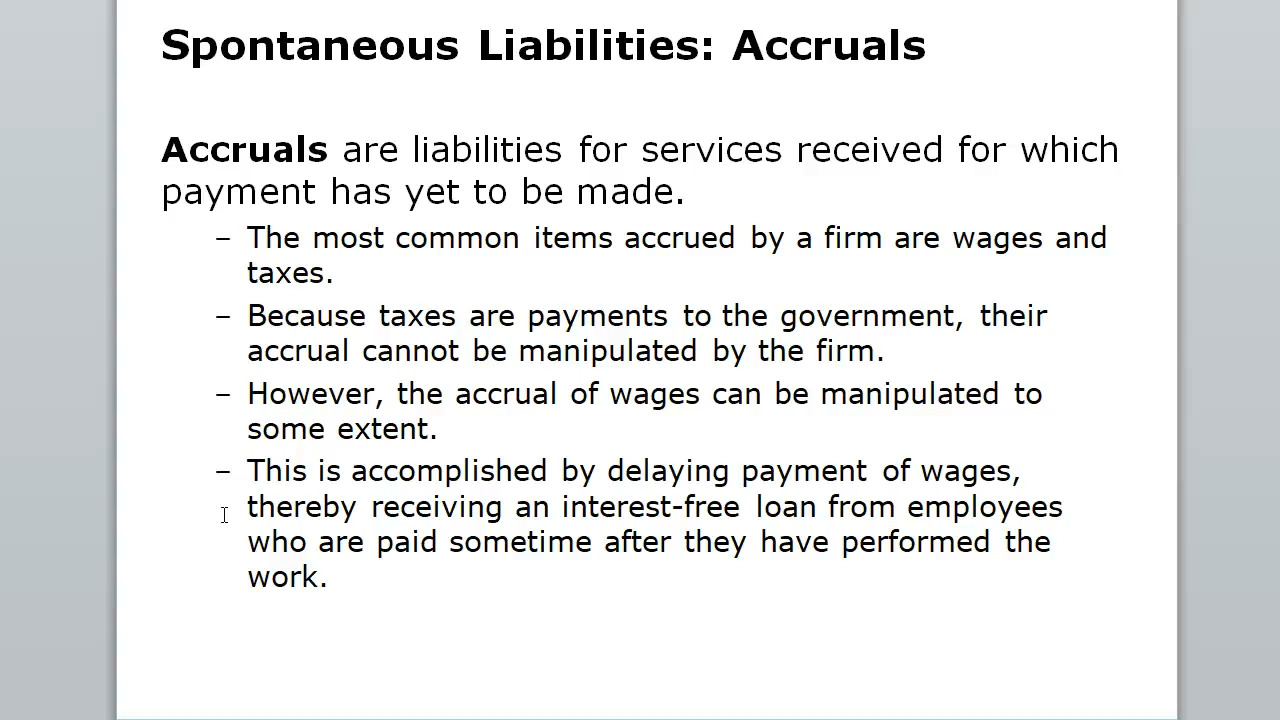 Spontaneous Liabilities: Accruals
Accruals are liabilities for services received for which
payment has yet to be made.
– The most common items accrued by a firm are wages and
taxes.
– Because taxes are payments to the government, their
accrual cannot be manipulated by the firm.
– However, the accrual of wages can be manipulated to
some extent.
– This is accomplished by delaying payment of wages,
thereby receiving an interest-free loan from employees
who are paid sometime after they have performed the
work.